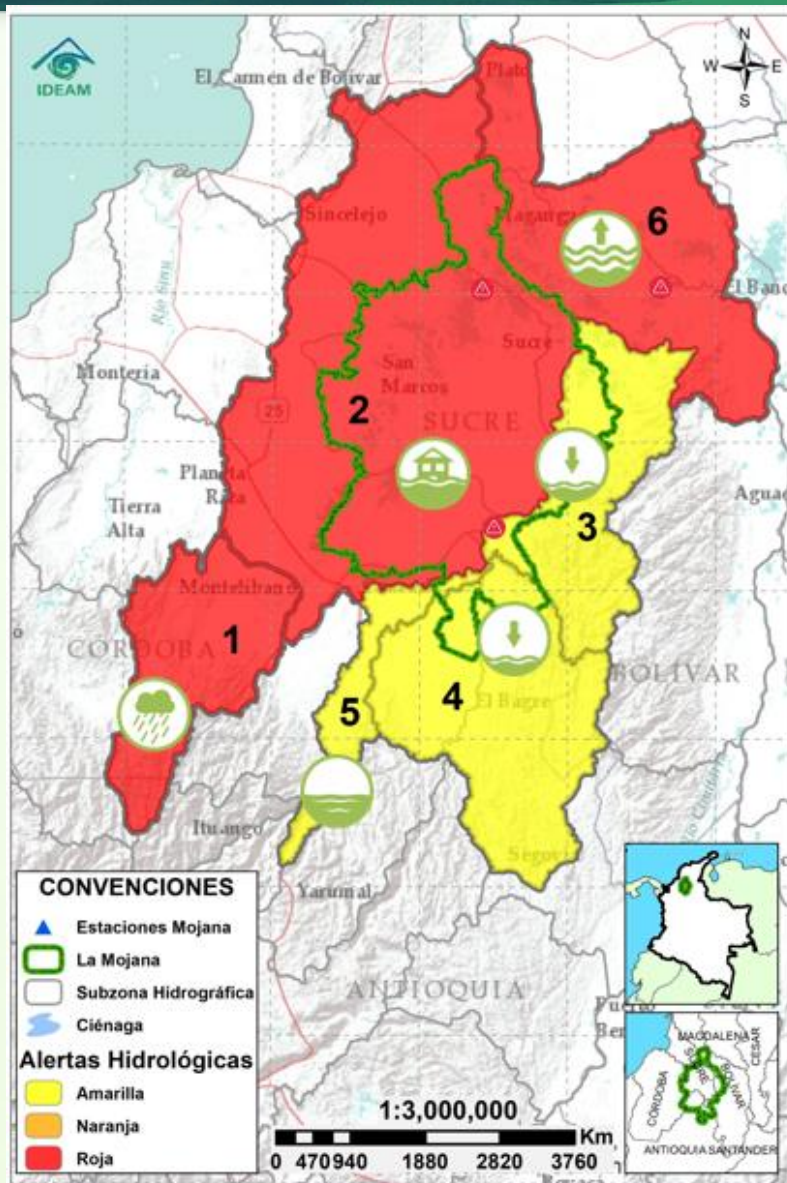 IDEAM
N
W E
S
El Carmen de Bolívar
Plato
Sincelejo
Magangué
6
Río Sinú
El Banco
Sucre
Montería
San
Marcos
25
2
SUCRE
Planeta
Rica
Tierra
Alta
3
Montelíbano
CÓRDOBA
1
BOLÍVAR
4
El Bagre
5
Ituango
Segovia
Yarumal
ANTIOQUIA
CONVENCIONES
Estaciones Mojana
La Mojana
Subzona Hidrográfica
Ciénaga
Alertas Hidrológicas
Amarilla
Naranja
Roja
1:3,000,000
Km
0 470 940 1880 2820 3760
MAGDALENA
CESAR
SUCRE
BOLIVAR
CORDOBA
ANTIOQUIA SANTANDER